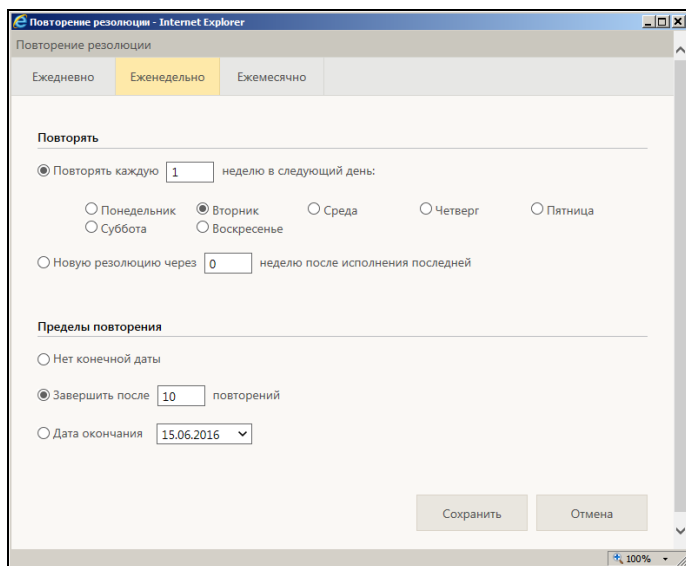 Повторение резолюции - Internet Explorer
Повторение резолюции
Ежедневно Еженедельно Ежемесячно
Повторять
Повторять каждую 1 неделю в следующий день:
Понедельник Вторник Среда Четверг Пятница
Суббота Воскресенье
Новую резолюцию через 0 неделю после исполнения последней
Пределы повторения
Нет конечной даты
Завершить после 10 повторений
Дата окончания 15.06.2016
Сохранить Отмена
100%